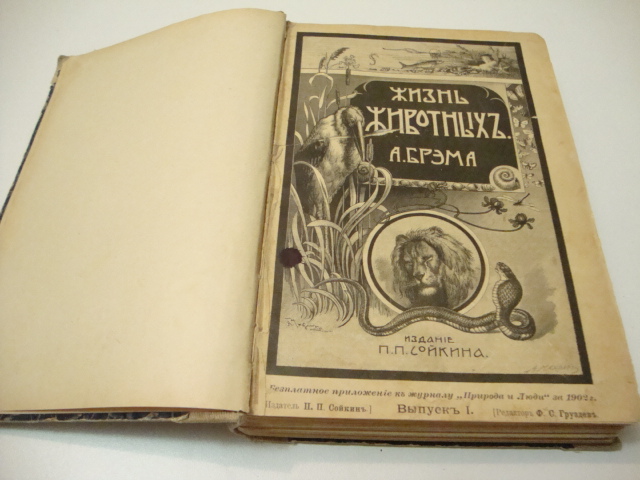 ЖИЗНЬ
ЖИВОТНЫХЪ.
А.БРЭМА
ИЗДАНІЕ
П.П.СОЙКИНА.
Безплатное приложеніе къ журналу „Природа и Люди“ за 1902 г.
Издатель П. П. Сойкинъ.] Выпускъ I. [Редакторъ Ф. С. Груздевъ.